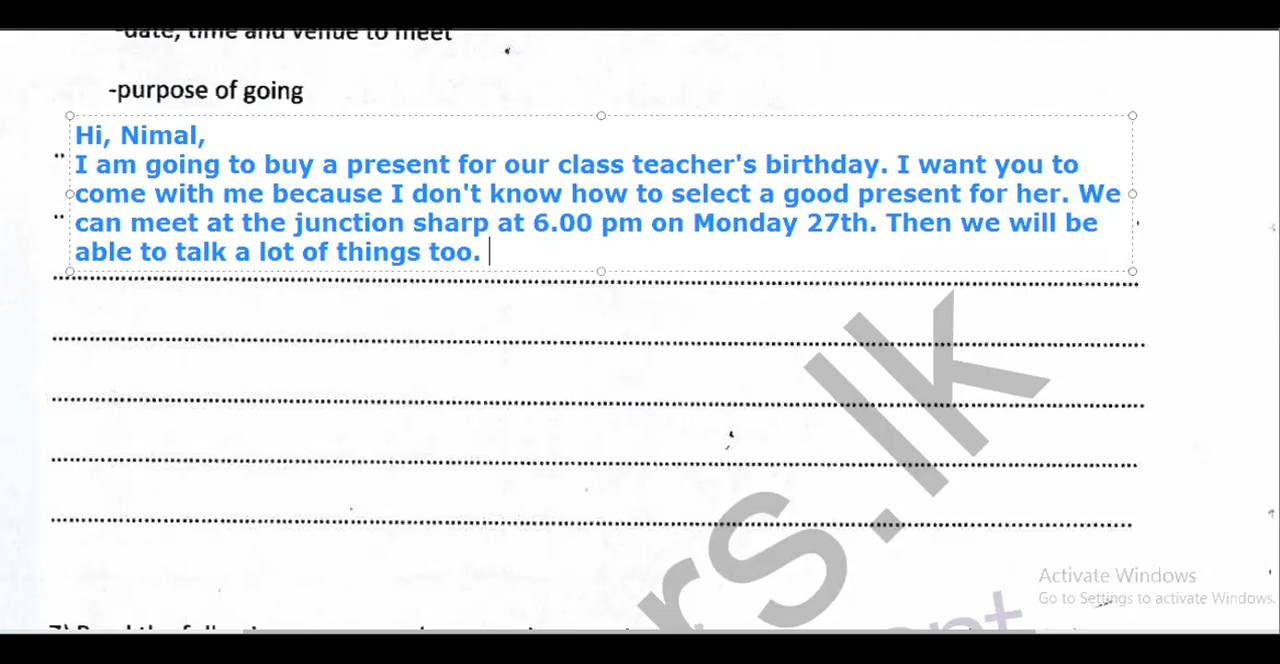 -date, time and venue to meet
-purpose of going
Hi, Nimal,
I am going to buy a present for our class teacher's birthday. I want you to
come with me because I don't know how to select a good present for her. We
can meet at the junction sharp at 6.00 pm on Monday 27th. Then we will be
able to talk a lot of things too.
rs.lk
Activate Windows
Go to Settings to activate Windows.